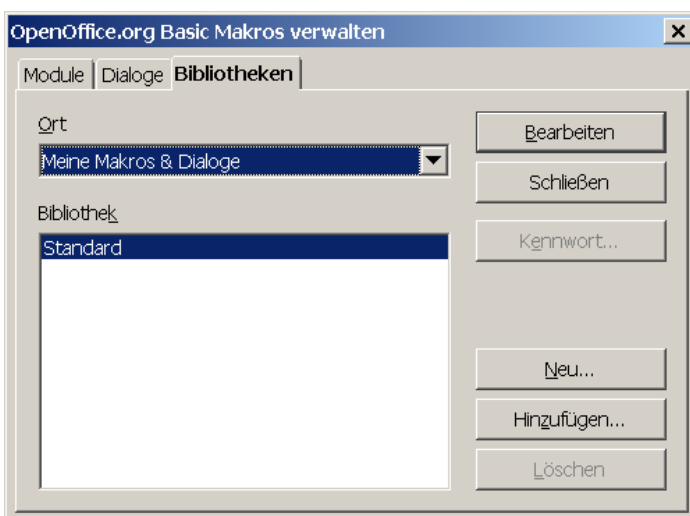 OpenOffice.org Basic Makros verwalten
Module Dialoge Bibliotheken
Ort
Meine Makros & Dialoge
Bibliothek
Standard
Bearbeiten
Schließen
Kennwort...
Neu...
Hinzufügen...
Löschen